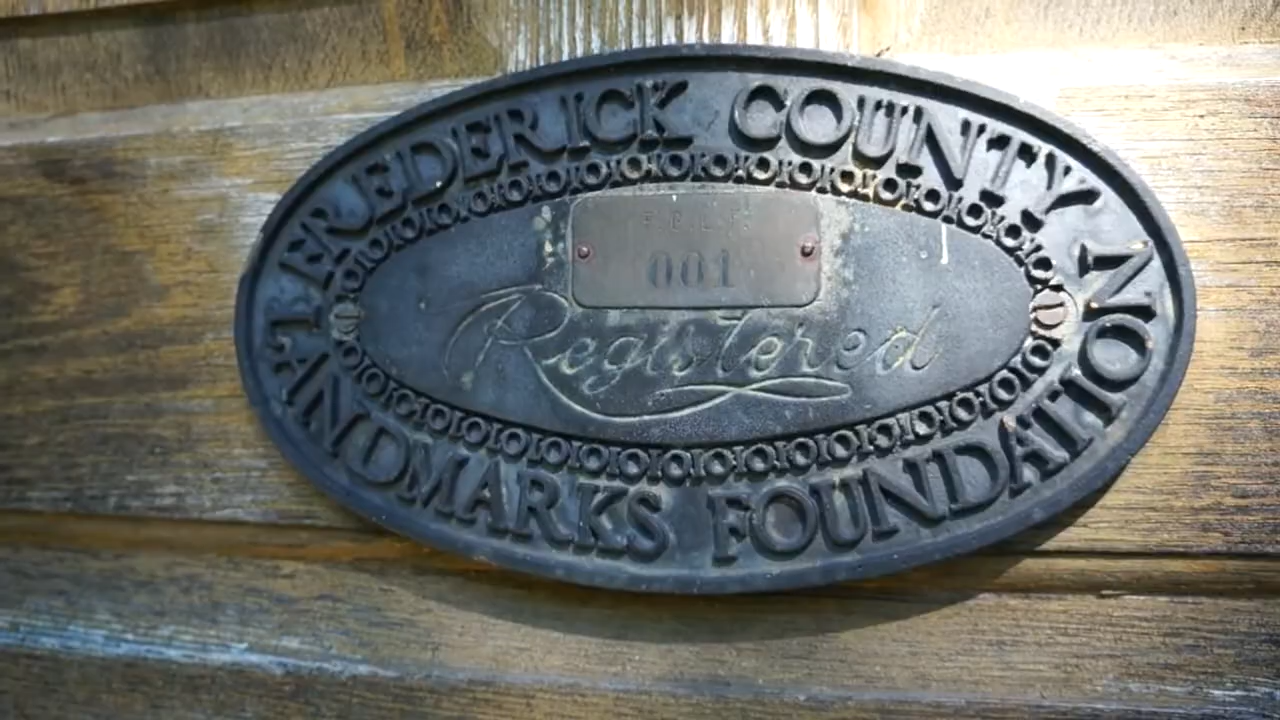 FREDERICK COUNTY
F.C.L.F.
001
Registered
LANDMARKS FOUNDATION